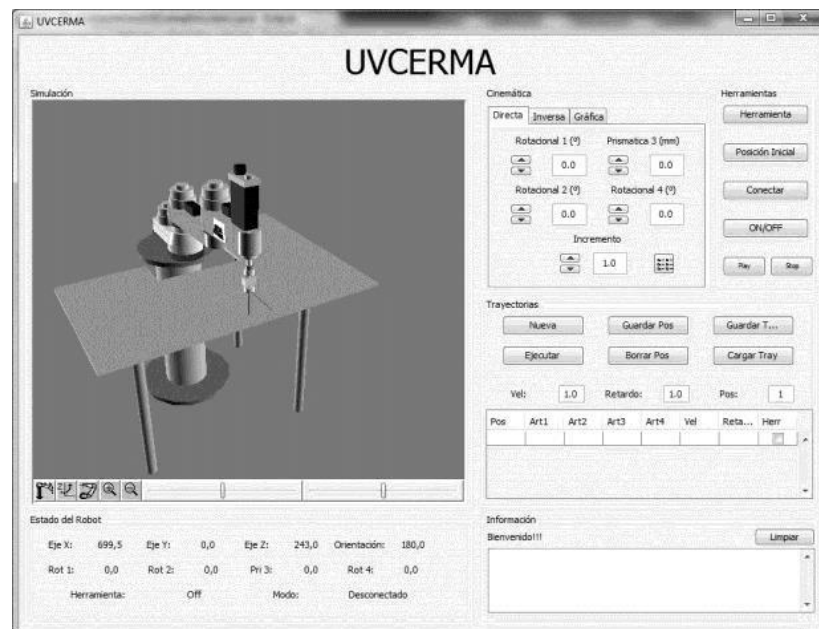 UVCERMA
UVCERMA
Simulación
Cinemática
Directa Inversa Gráfica
Rotacional 1 (º) Prismatica 3 (mm)
0.0 0.0
Rotacional 2 (º) Rotacional 4 (º)
0.0 0.0
Incremento
1.0
Herramientas
Herramienta
Posición Inicial
Conectar
ON/OFF
Play Stop
Trayectorias
Nueva Guardar Pos Guardar T...
Ejecutar Borrar Pos Cargar Tray
Vel: 1.0 Retardo: 1.0 Pos: 1
Pos Art1 Art2 Art3 Art4 Vel Reta... Herr
Estado del Robot
Eje X: 699,5 Eje Y: 0,0 Eje Z: 243,0 Orientación: 180,0
Rot 1: 0,0 Rot 2: 0,0 Pri 3: 0,0 Rot 4: 0,0
Herramienta: Off Modo: Desconectado
Información
Bienvenido!!! Limpiar